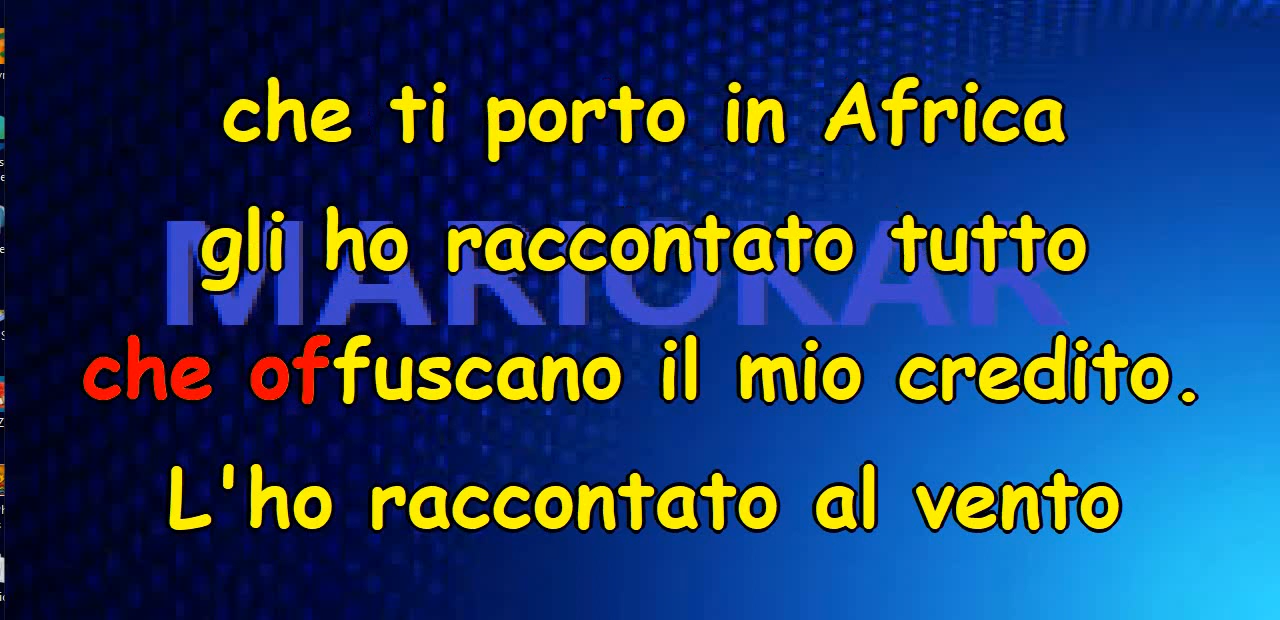 che ti porto in Africa
gli ho raccontato tutto
MARIOKAR
che offuscano il mio credito.
L'ho raccontato al vento